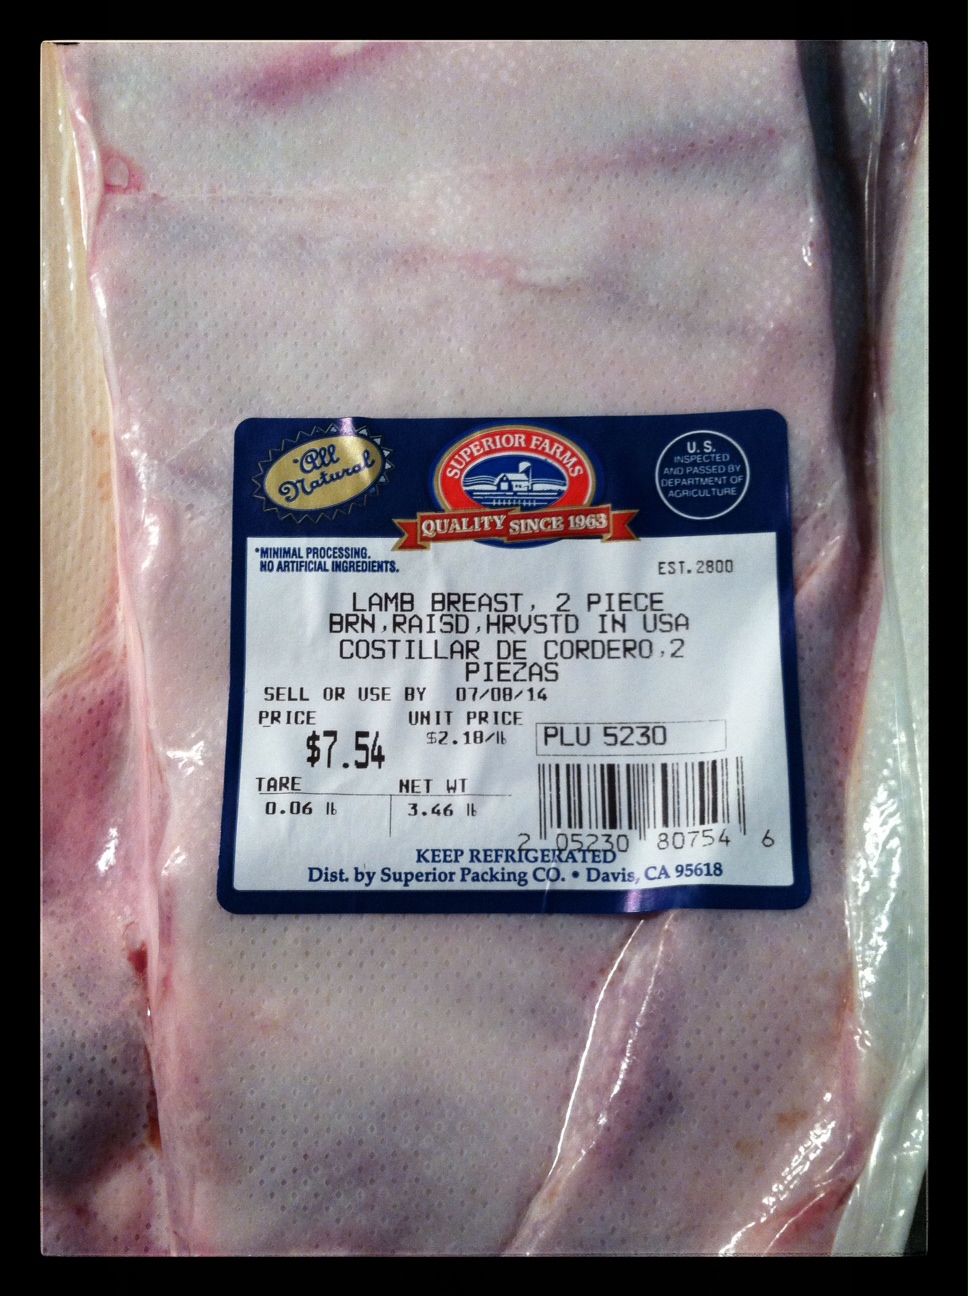 *All
Natural
SUPERIOR FARMS
QUALITY SINCE 1963
U.S.
INSPECTED
AND PASSED BY
DEPARTMENT OF
AGRICULTURE
*MINIMAL PROCESSING.
NO ARTIFICIAL INGREDIENTS.
EST.2800
LAMB BREAST, 2 PIECE
BRN,RAISD,HRVSTD IN USA
COSTILLAR DE CORDERO,2
PIEZAS
SELL OR USE BY 07/08/14
PRICE UNIT PRICE
$7.54 $2.18/lb PLU 5230
TARE NET WT
0.06 lb 3.46 lb
2 05230 80754 6
KEEP REFRIGERATED
Dist. by Superior Packing CO. • Davis, CA 95618